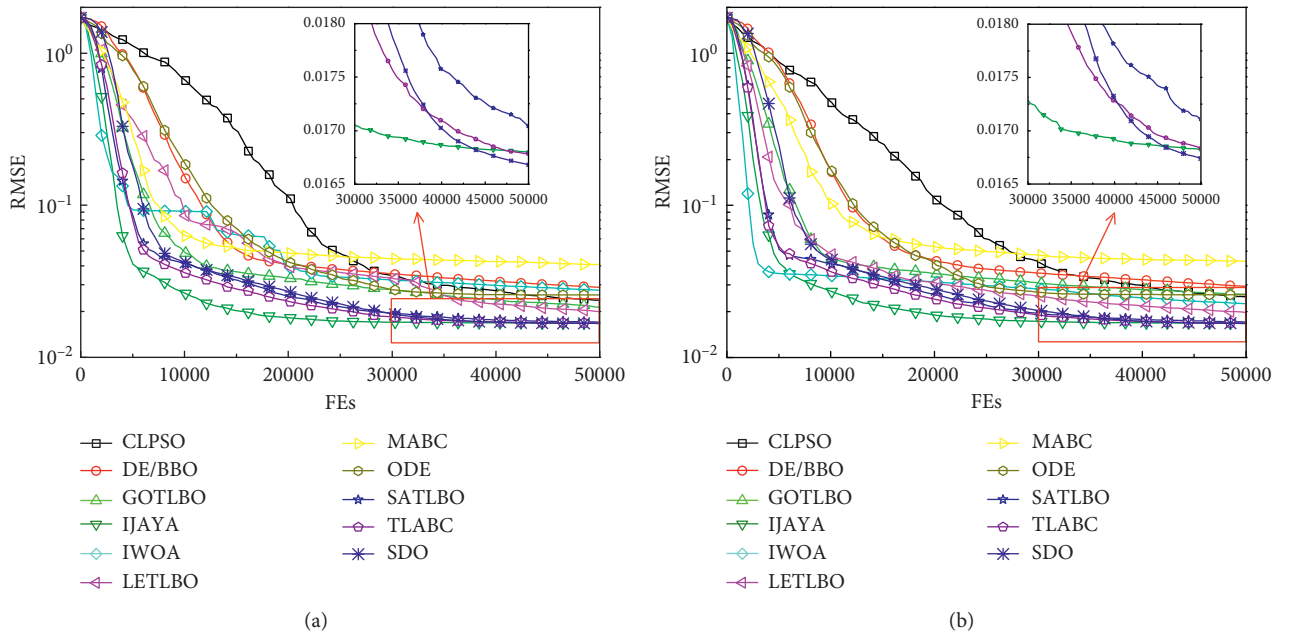 0.0180
0.0175
0.0170
0.0165
30000 35000 40000 45000 50000
10^0
10^-1
10^-2
RMSE
0 10000 20000 30000 40000 50000
FEs
CLPSO
DE/BBO
GOTLBO
IJAYA
IWOA
LETLBO
MABC
ODE
SATLBO
TLABC
SDO
(a)
0.0180
0.0175
0.0170
0.0165
30000 35000 40000 45000 50000
10^0
10^-1
10^-2
RMSE
0 10000 20000 30000 40000 50000
FEs
CLPSO
DE/BBO
GOTLBO
IJAYA
IWOA
LETLBO
MABC
ODE
SATLBO
TLABC
SDO
(b)